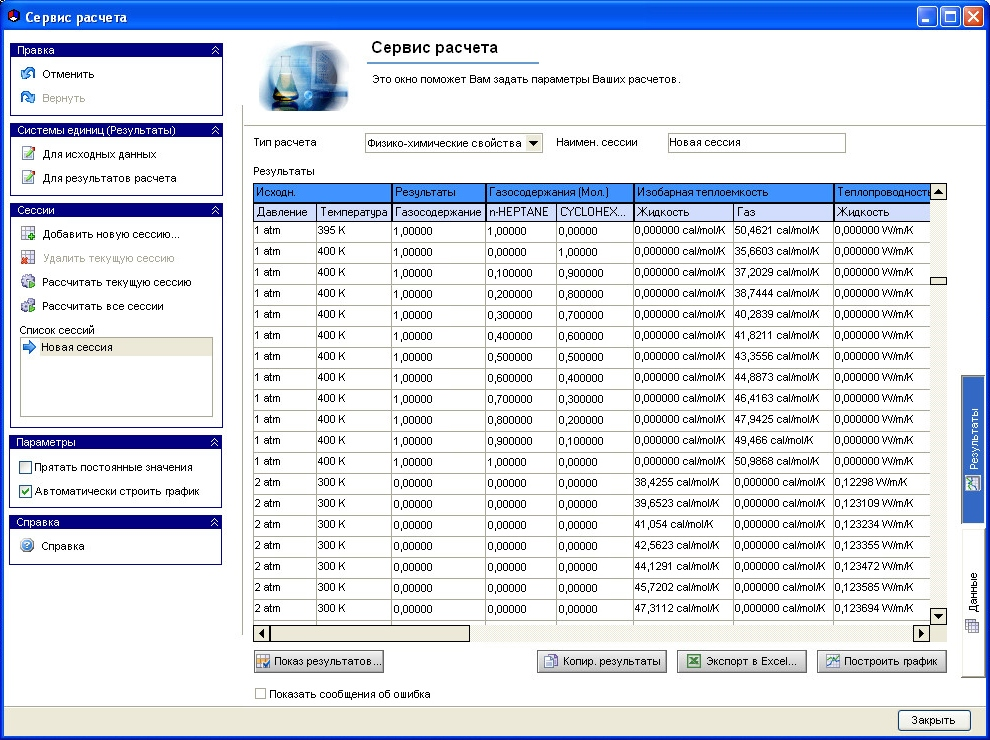 Сервис расчета
Правка
Отменить
Вернуть
Системы единиц (Результаты)
Для исходных данных
Для результатов расчета
Сессии
Добавить новую сессию...
Удалить текущую сессию
Рассчитать текущую сессию
Рассчитать все сессии
Список сессий
Новая сессия
Параметры
Прятать постоянные значения
Автоматически строить график
Справка
Справка
Сервис расчета
Это окно поможет Вам задать параметры Ваших расчетов.
Тип расчета Физико-химические свойства Наимен. сессии Новая сессия
Результаты
Исходн. Результаты Газосодержания (Мол.) Изобарная теплоемкость Теплопроводность
Давление Температура Газосодержание n-HEPTANE CYCLOHEX... Жидкость Газ Жидкость
1 atm 395 K 1,00000 1,00000 0,00000 0,000000 cal/mol/K 50,4621 cal/mol/K 0,000000 W/m/K
1 atm 400 K 1,00000 0,00000 1,00000 0,000000 cal/mol/K 35,6603 cal/mol/K 0,000000 W/m/K
1 atm 400 K 1,00000 0,100000 0,900000 0,000000 cal/mol/K 37,2029 cal/mol/K 0,000000 W/m/K
1 atm 400 K 1,00000 0,200000 0,800000 0,000000 cal/mol/K 38,7444 cal/mol/K 0,000000 W/m/K
1 atm 400 K 1,00000 0,300000 0,700000 0,000000 cal/mol/K 40,2839 cal/mol/K 0,000000 W/m/K
1 atm 400 K 1,00000 0,400000 0,600000 0,000000 cal/mol/K 41,8211 cal/mol/K 0,000000 W/m/K
1 atm 400 K 1,00000 0,500000 0,500000 0,000000 cal/mol/K 43,3556 cal/mol/K 0,000000 W/m/K
1 atm 400 K 1,00000 0,600000 0,400000 0,000000 cal/mol/K 44,8873 cal/mol/K 0,000000 W/m/K
1 atm 400 K 1,00000 0,700000 0,300000 0,000000 cal/mol/K 46,4163 cal/mol/K 0,000000 W/m/K
1 atm 400 K 1,00000 0,800000 0,200000 0,000000 cal/mol/K 47,9425 cal/mol/K 0,000000 W/m/K
1 atm 400 K 1,00000 0,900000 0,100000 0,000000 cal/mol/K 49,466 cal/mol/K 0,000000 W/m/K
1 atm 400 K 1,00000 1,00000 0,00000 0,000000 cal/mol/K 50,9868 cal/mol/K 0,000000 W/m/K
2 atm 300 K 0,00000 0,00000 0,00000 38,4255 cal/mol/K 0,000000 cal/mol/K 0,12298 W/m/K
2 atm 300 K 0,00000 0,00000 0,00000 39,6523 cal/mol/K 0,000000 cal/mol/K 0,123109 W/m/K
2 atm 300 K 0,00000 0,00000 0,00000 41,054 cal/mol/K 0,000000 cal/mol/K 0,123234 W/m/K
2 atm 300 K 0,00000 0,00000 0,00000 42,5623 cal/mol/K 0,000000 cal/mol/K 0,123355 W/m/K
2 atm 300 K 0,00000 0,00000 0,00000 44,1291 cal/mol/K 0,000000 cal/mol/K 0,123472 W/m/K
2 atm 300 K 0,00000 0,00000 0,00000 45,7202 cal/mol/K 0,000000 cal/mol/K 0,123585 W/m/K
2 atm 300 K 0,00000 0,00000 0,00000 47,3112 cal/mol/K 0,000000 cal/mol/K 0,123694 W/m/K
Показ результатов... Копир. результаты Экспорт в Excel... Построить график
Показать сообщения об ошибка
Результаты
Данные
Закрыть